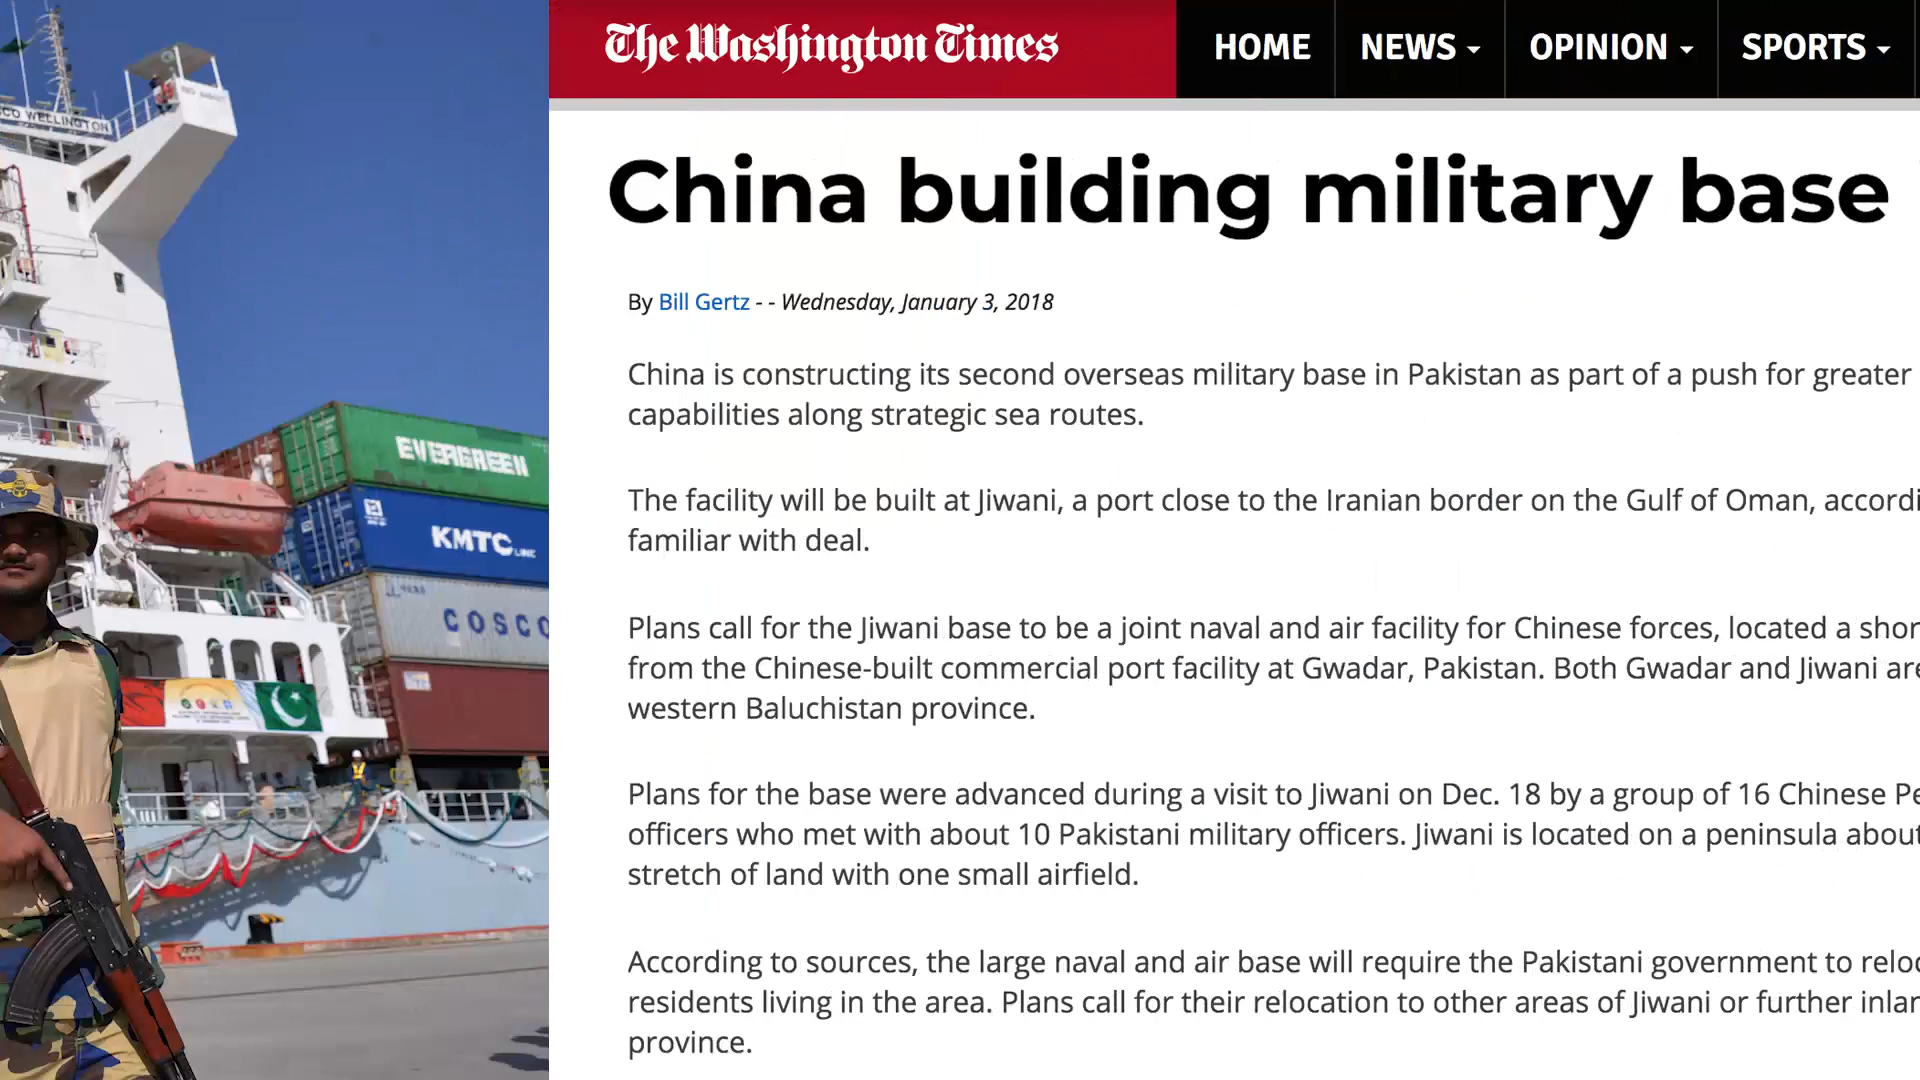 CO WELLINGTON
EVERGREEN
KMTC LINE
COSCO
The Washington Times
HOME
NEWS
OPINION
SPORTS
China building military base
By Bill Gertz - - Wednesday, January 3, 2018
China is constructing its second overseas military base in Pakistan as part of a push for greater
capabilities along strategic sea routes.
The facility will be built at Jiwani, a port close to the Iranian border on the Gulf of Oman, accordi
familiar with deal.
Plans call for the Jiwani base to be a joint naval and air facility for Chinese forces, located a shor
from the Chinese-built commercial port facility at Gwadar, Pakistan. Both Gwadar and Jiwani are
western Baluchistan province.
Plans for the base were advanced during a visit to Jiwani on Dec. 18 by a group of 16 Chinese Pe
officers who met with about 10 Pakistani military officers. Jiwani is located on a peninsula about
stretch of land with one small airfield.
According to sources, the large naval and air base will require the Pakistani government to reloc
residents living in the area. Plans call for their relocation to other areas of Jiwani or further inlan
province.